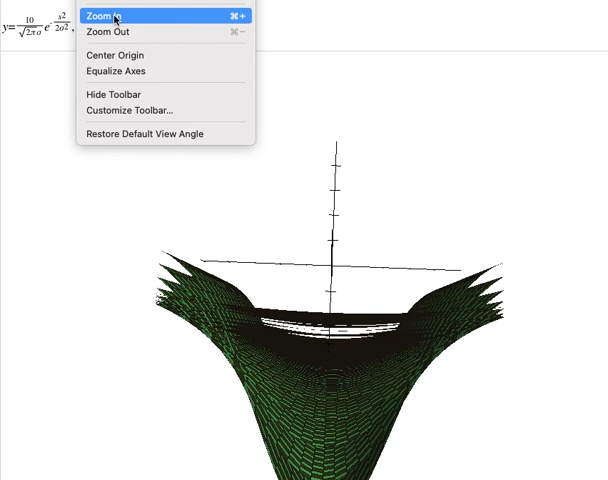 y=10/√2πσ e^-x2/2σ2,
Zoom In ⌘+
Zoom Out ⌘−
Center Origin
Equalize Axes
Hide Toolbar
Customize Toolbar...
Restore Default View Angle